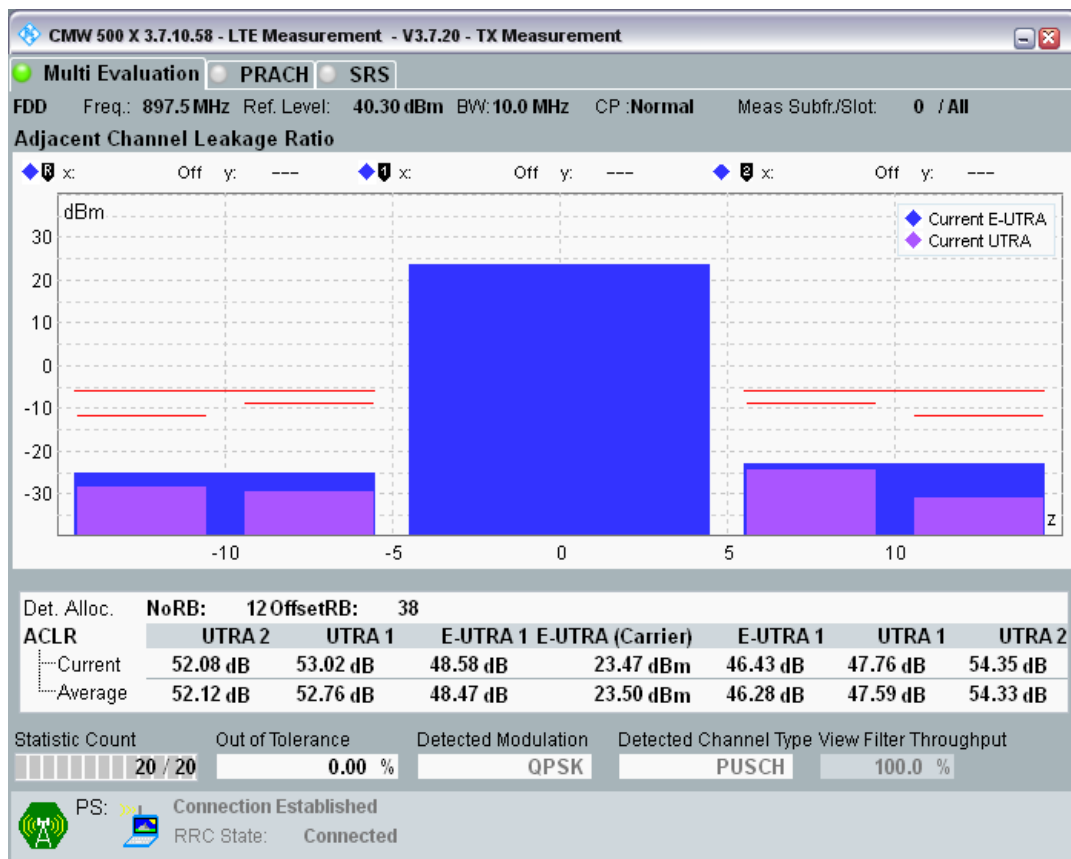 CMW 500 X 3.7.10.58 - LTE Measurement - V3.7.20 - TX Measurement
Multi Evaluation PRACH SRS
FDD Freq.: 897.5 MHz Ref. Level: 40.30 dBm BW: 10.0 MHz CP :Normal Meas Subfr./Slot: 0 / All
Adjacent Channel Leakage Ratio
R x: Off y: --- 1 x: Off y: --- 2 x: Off y: ---
dBm
Current E-UTRA
Current UTRA
30
20
10
0
-10
-20
-30
z
-10 -5 0 5 10
Det. Alloc. NoRB: 12 OffsetRB: 38
ACLR UTRA 2 UTRA 1 E-UTRA 1 E-UTRA (Carrier) E-UTRA 1 UTRA 1 UTRA 2
Current 52.08 dB 53.02 dB 48.58 dB 23.47 dBm 46.43 dB 47.76 dB 54.35 dB
Average 52.12 dB 52.76 dB 48.47 dB 23.50 dBm 46.28 dB 47.59 dB 54.33 dB
Statistic Count Out of Tolerance Detected Modulation Detected Channel Type View Filter Throughput
20 / 20 0.00 % QPSK PUSCH 100.0 %
PS: Connection Established
RRC State: Connected